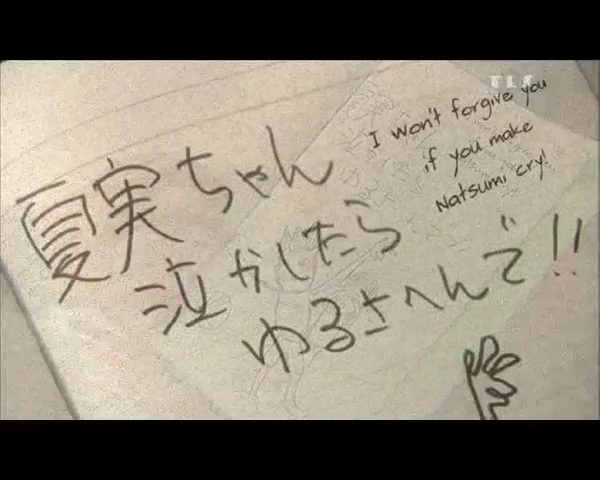 TLS
I won't forgive you
if you make
Natsumi cry!
夏実ちゃん
泣かしたら
ゆるさへんで!!